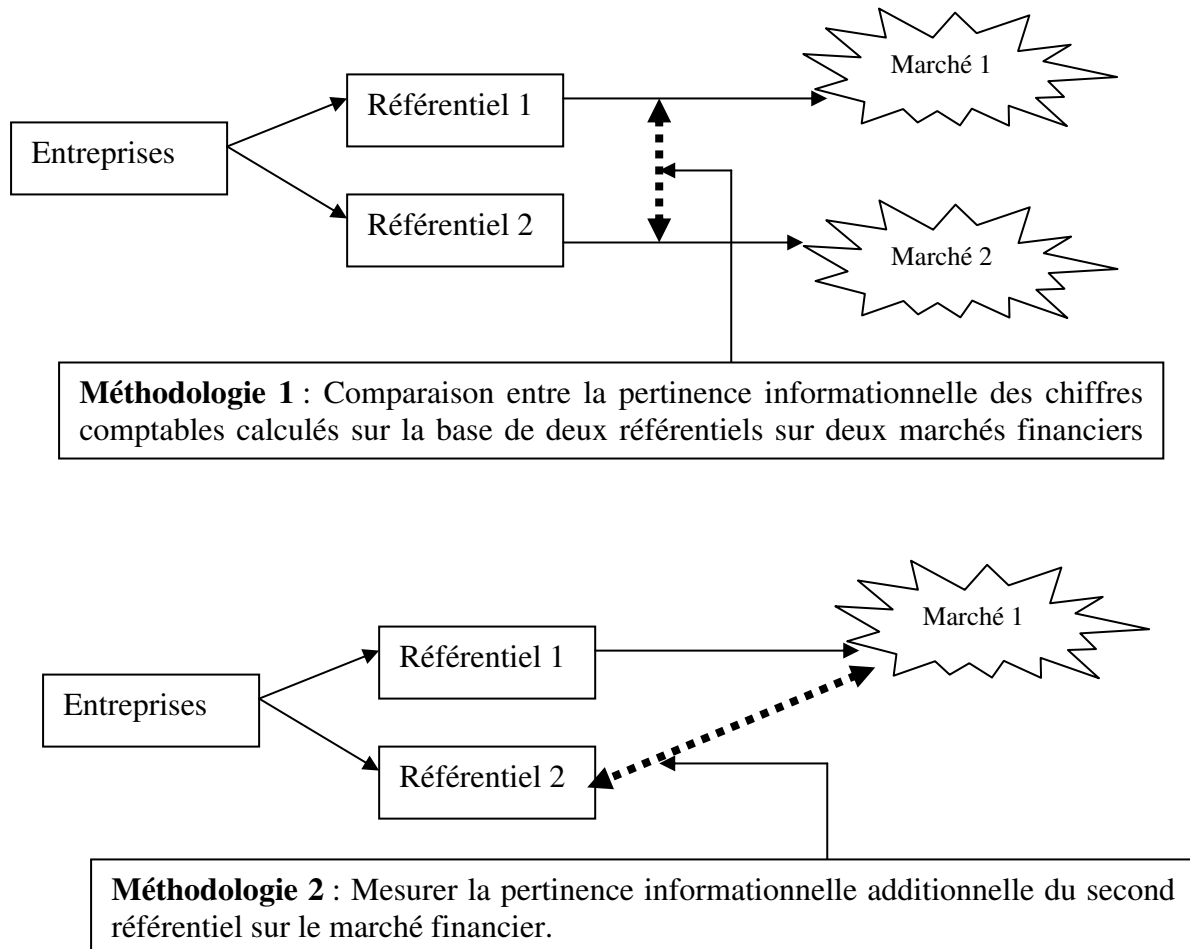 Marché 1
Référentiel 1
Entreprises
Référentiel 2
Marché 2
Méthodologie 1 : Comparaison entre la pertinence informationnelle des chiffres
comptables calculés sur la base de deux référentiels sur deux marchés financiers
Marché 1
Référentiel 1
Entreprises
Référentiel 2
Méthodologie 2 : Mesurer la pertinence informationnelle additionnelle du second
référentiel sur le marché financier.